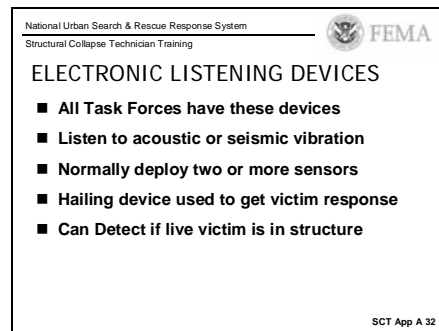 National Urban Search & Rescue Response System
Structural Collapse Technician Training
FEMA
ELECTRONIC LISTENING DEVICES
■ All Task Forces have these devices
■ Listen to acoustic or seismic vibration
■ Normally deploy two or more sensors
■ Hailing device used to get victim response
■ Can Detect if live victim is in structure
SCT App A 32